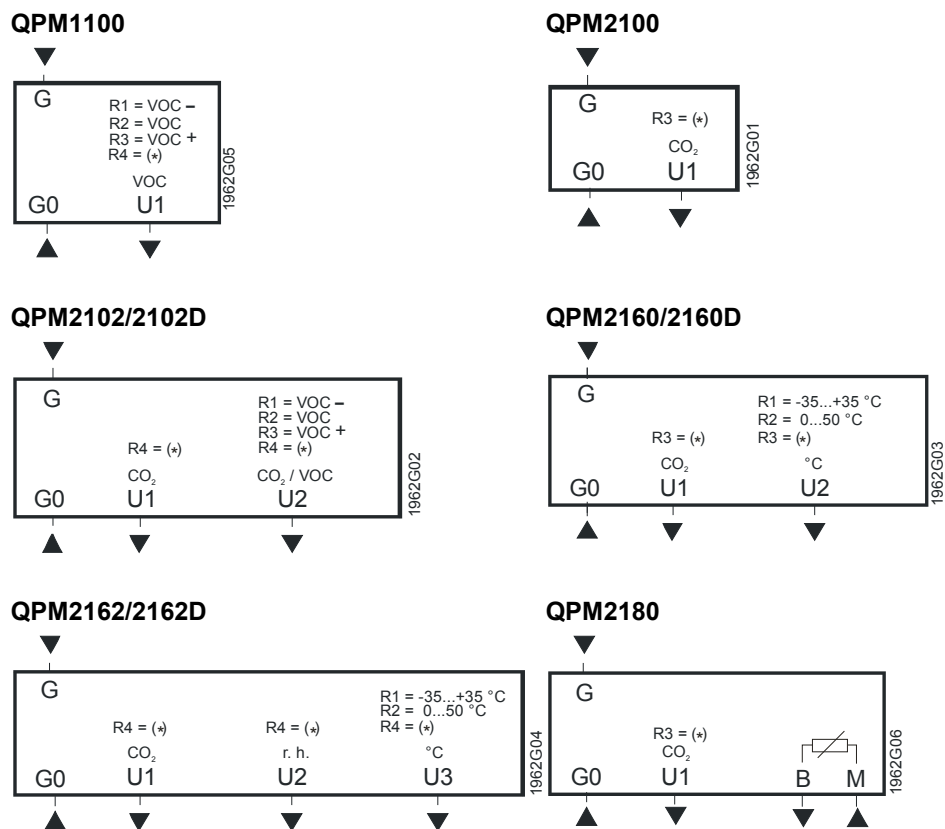 QPM1100
G
R1 = VOC –
R2 = VOC
R3 = VOC +
R4 = (*)
VOC
G0 U1
1962G05
QPM2100
G
R3 = (*)
CO₂
G0 U1
1962G01
QPM2102/2102D
G
R1 = VOC –
R2 = VOC
R3 = VOC +
R4 = (*) R4 = (*)
CO₂ CO₂ / VOC
G0 U1 U2
1962G02
QPM2160/2160D
G
R1 = -35...+35 °C
R2 = 0...50 °C
R3 = (*) R3 = (*)
CO₂ °C
G0 U1 U2
1962G03
QPM2162/2162D
G
R1 = -35...+35 °C
R2 = 0...50 °C
R4 = (*) R4 = (*) R4 = (*)
CO₂ r. h. °C
G0 U1 U2 U3
1962G04
QPM2180
G
R3 = (*)
CO₂
G0 U1 B M
1962G06